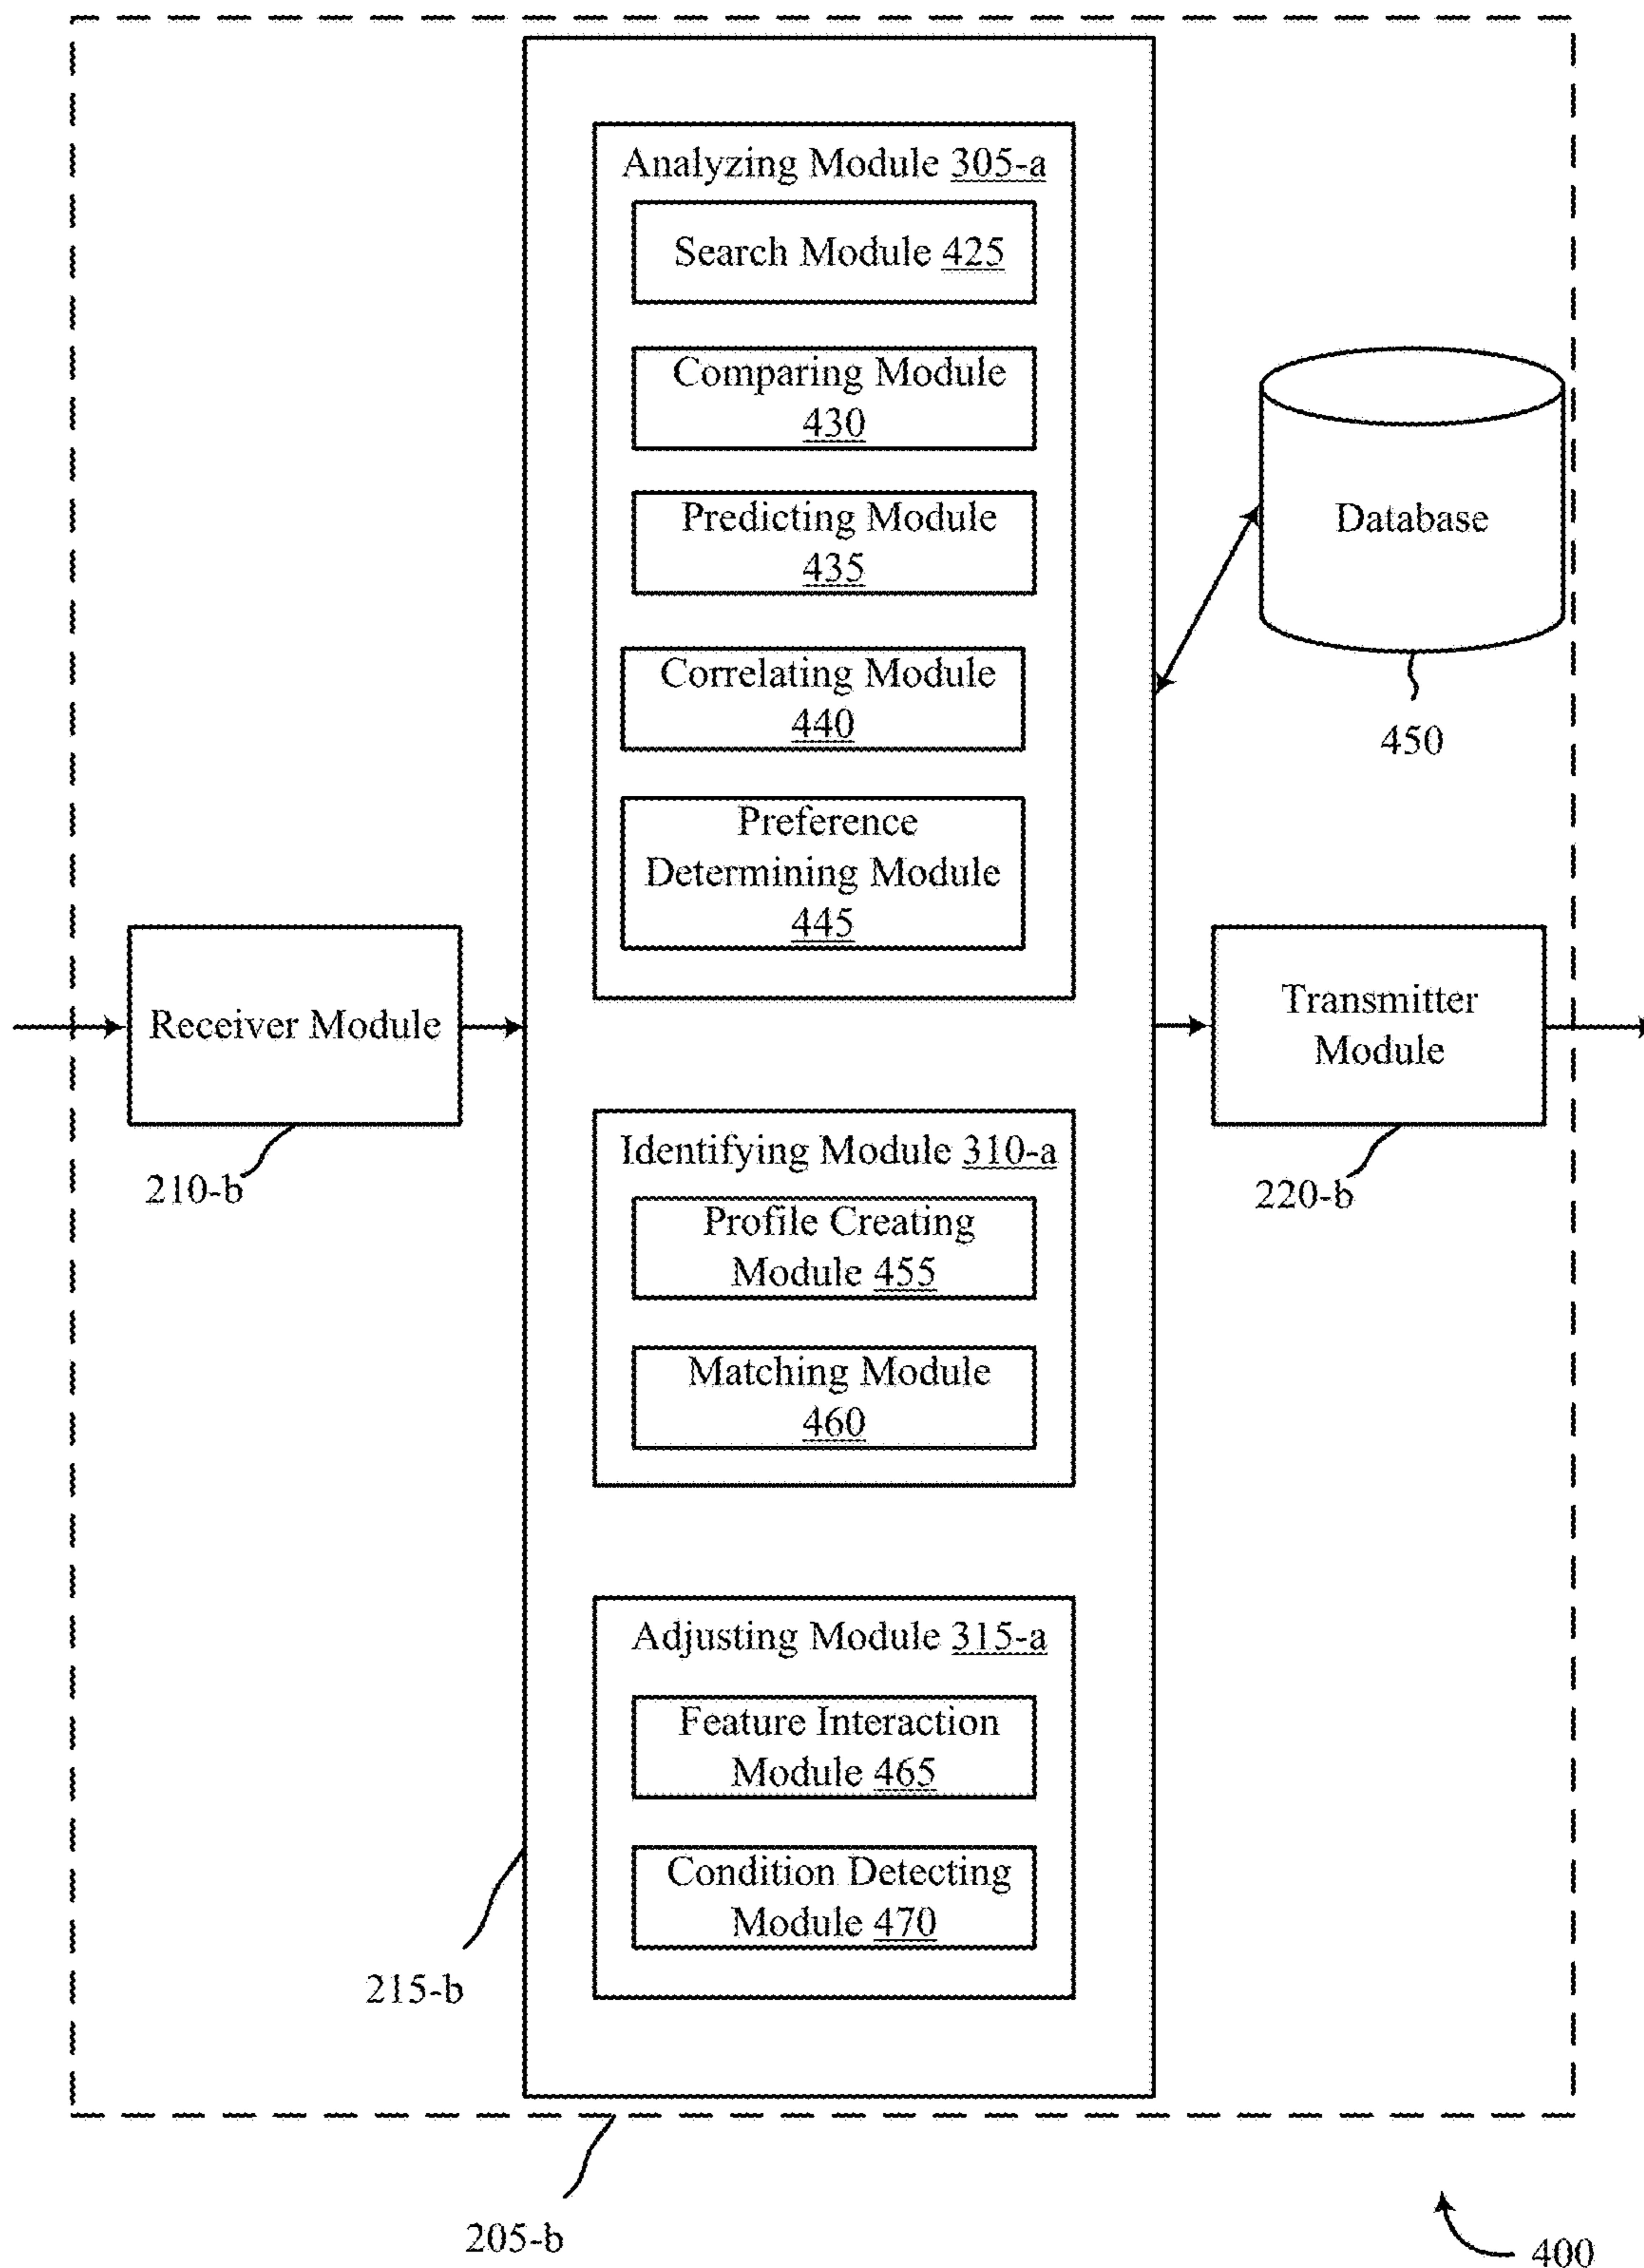 Analyzing Module 305-a
Search Module 425
Comparing Module
430
Predicting Module
435
Correlating Module
440
Preference
Determining Module
445
Database
450
Receiver Module
210-b
Transmitter
Module
220-b
Identifying Module 310-a
Profile Creating
Module 455
Matching Module
460
Adjusting Module 315-a
Feature Interaction
Module 465
Condition Detecting
Module 470
215-b
205-b
400